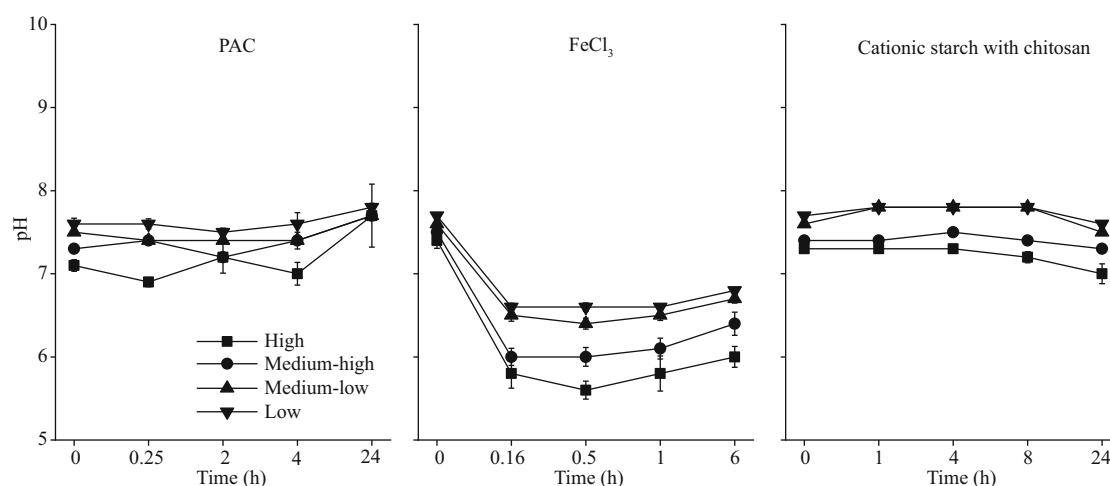 PAC
FeCl₃
Cationic starch with chitosan
pH
10
9
8
7
6
5
High
Medium-high
Medium-low
Low
0 0.25 2 4 24
Time (h)
0 0.16 0.5 1 6
Time (h)
0 1 4 8 24
Time (h)